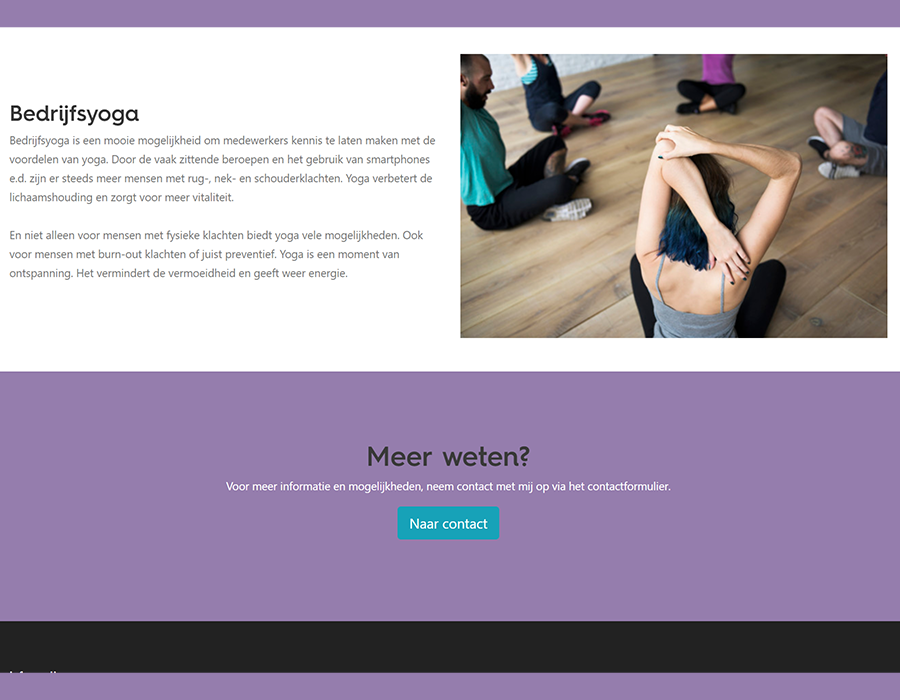 Bedrijfsyoga
Bedrijfsyoga is een mooie mogelijkheid om medewerkers kennis te laten maken met de
voordelen van yoga. Door de vaak zittende beroepen en het gebruik van smartphones
e.d. zijn er steeds meer mensen met rug-, nek- en schouderklachten. Yoga verbetert de
lichaamshouding en zorgt voor meer vitaliteit.
En niet alleen voor mensen met fysieke klachten biedt yoga vele mogelijkheden. Ook
voor mensen met burn-out klachten of juist preventief. Yoga is een moment van
ontspanning. Het vermindert de vermoeidheid en geeft weer energie.
Meer weten?
Voor meer informatie en mogelijkheden, neem contact met mij op via het contactformulier.
Naar contact